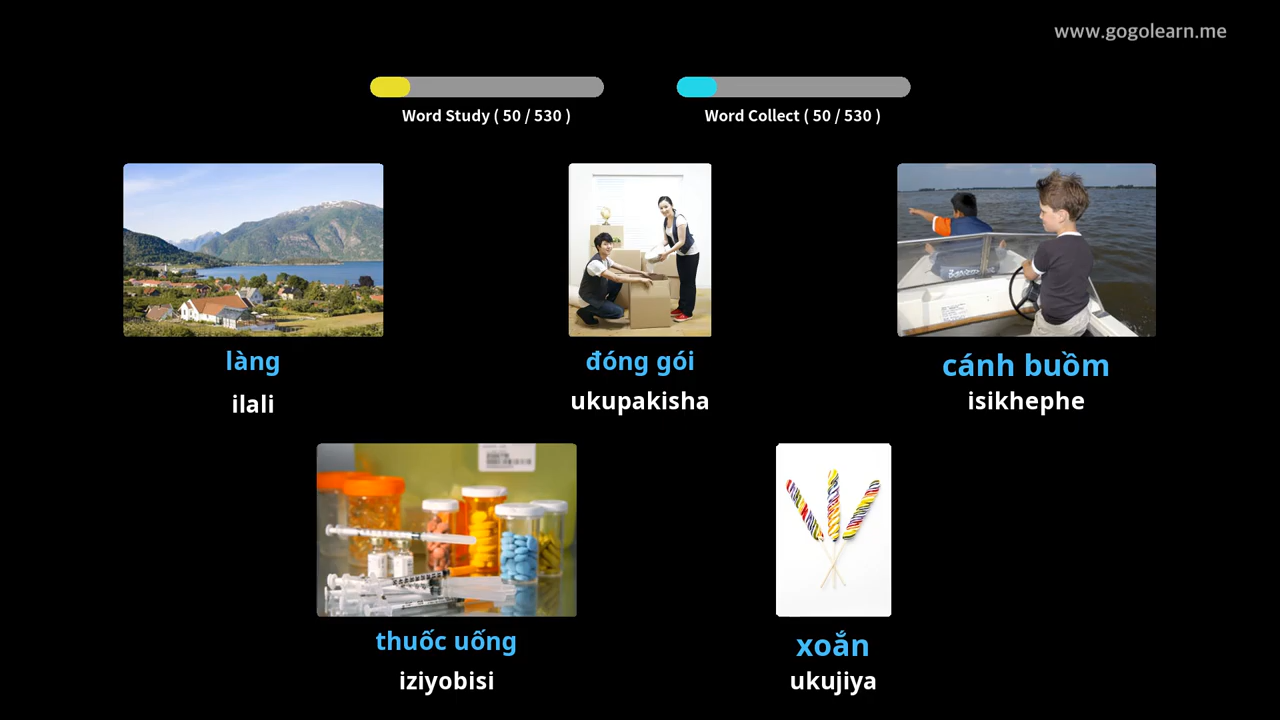 www.gogolearn.me
Word Study ( 50 / 530 )
Word Collect ( 50 / 530 )
làng
ilali
đóng gói
ukupakisha
cánh buồm
isikhephe
thuốc uống
iziyobisi
xoắn
ukujiya